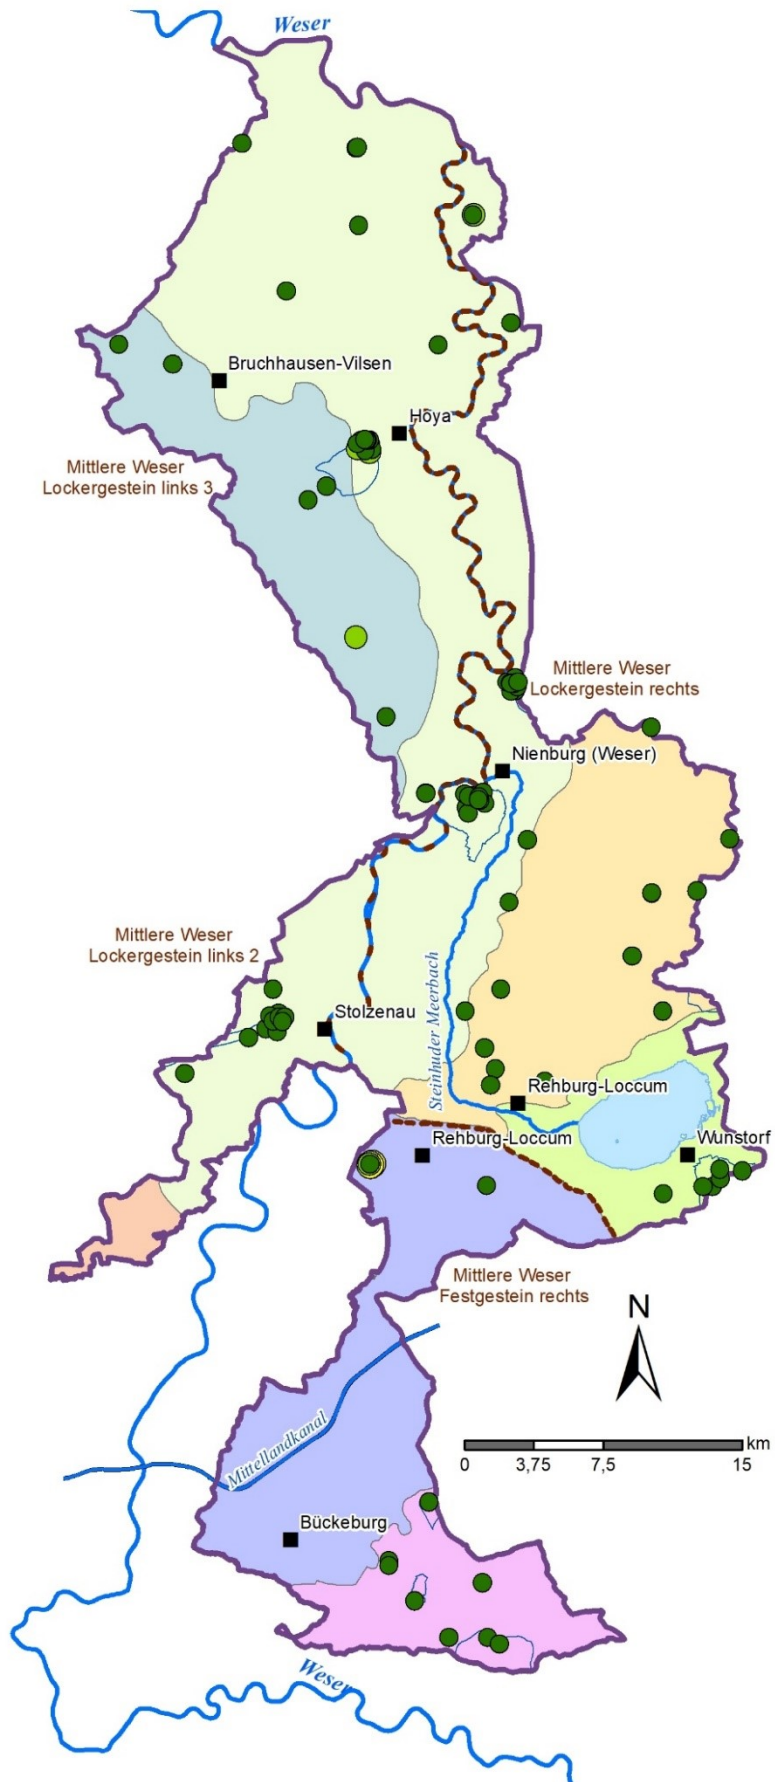 Weser
Bruchhausen-Vilsen
Hoya
Mittlere Weser
Lockergestein links 3
Mittlere Weser
Lockergestein rechts
Nienburg (Weser)
Mittlere Weser
Lockergestein links 2
Steinhuder Meerbach
Stolzenau
Rehburg-Loccum
Rehburg-Loccum
Wunstorf
Mittlere Weser
Festgestein rechts
N
km
0 3,75 7,5 15
Mittellandkanal
Bückeburg
Weser